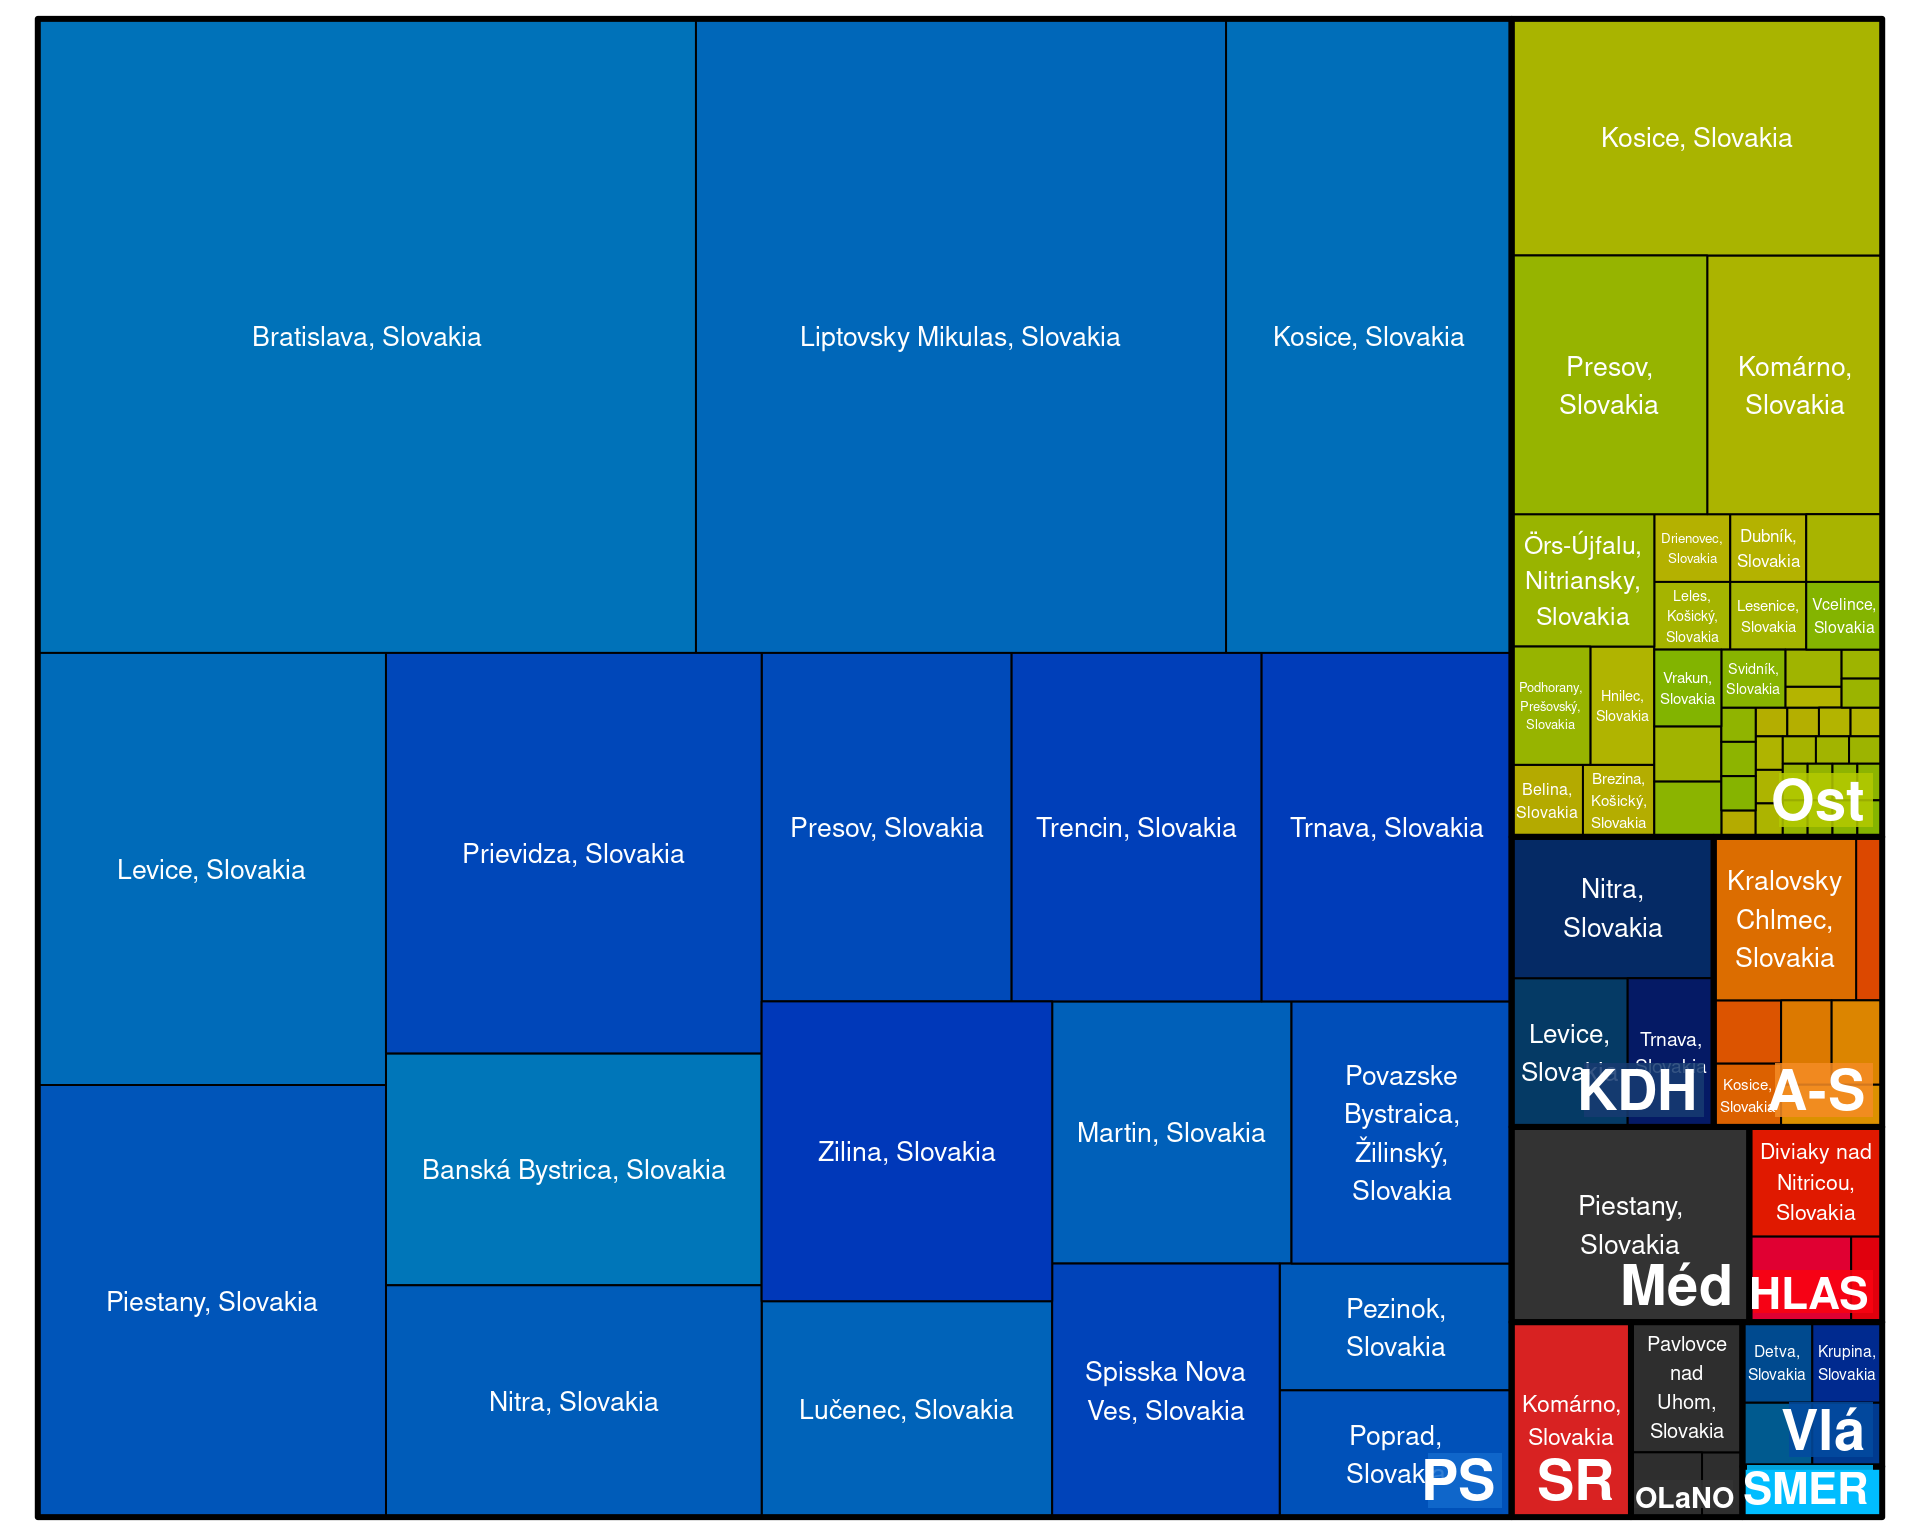 Bratislava, Slovakia
Liptovsky Mikulas, Slovakia
Kosice, Slovakia
Levice, Slovakia
Prievidza, Slovakia
Presov, Slovakia
Trencin, Slovakia
Trnava, Slovakia
Piestany, Slovakia
Banská Bystrica, Slovakia
Nitra, Slovakia
Zilina, Slovakia
Lučenec, Slovakia
Martin, Slovakia
Povazske
Bystraica,
Žilinský,
Slovakia
Spisska Nova
Ves, Slovakia
Pezinok,
Slovakia
Poprad,
Slovakia
PS
Kosice, Slovakia
Presov,
Slovakia
Komárno,
Slovakia
Örs-Újfalu,
Nitriansky,
Slovakia
Drienovec,
Slovakia
Dubník,
Slovakia
Leles,
Košický,
Slovakia
Lesenice,
Slovakia
Vcelince,
Slovakia
Podhorany,
Prešovský,
Slovakia
Hnilec,
Slovakia
Vrakun,
Slovakia
Svidník,
Slovakia
Belina,
Slovakia
Brezina,
Košický,
Slovakia
Ost
Nitra,
Slovakia
Levice,
Slovakia
Trnava,
Slovakia
KDH
Kralovsky
Chlmec,
Slovakia
Kosice,
Slovakia
A-S
Piestany,
Slovakia
Méd
Diviaky nad
Nitricou,
Slovakia
HLAS
Komárno,
Slovakia
SR
Pavlovce
nad
Uhom,
Slovakia
OLaNO
Detva,
Slovakia
Krupina,
Slovakia
Vlá
SMER